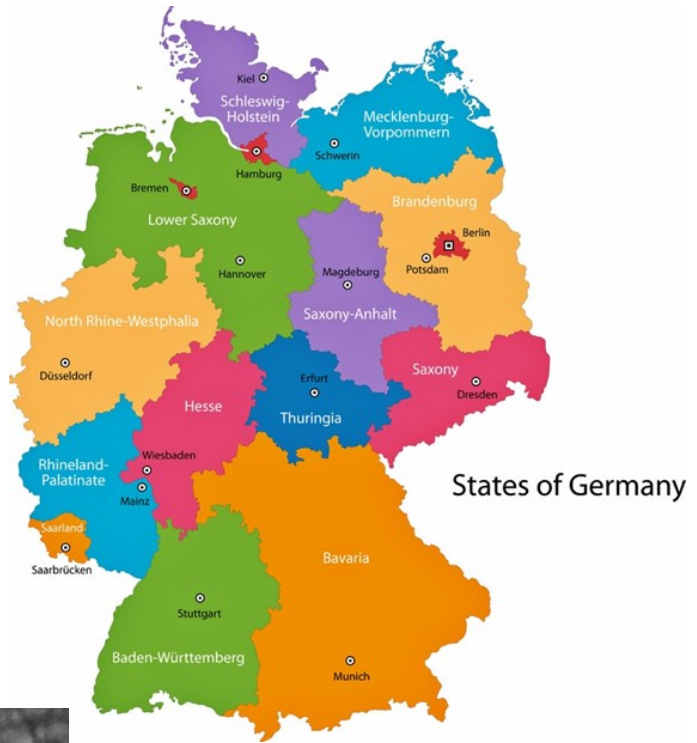 Kiel
Schleswig-
Holstein
Mecklenburg-
Vorpommern
Schwerin
Hamburg
Bremen
Lower Saxony
Brandenburg
Berlin
Potsdam
Hannover
Magdeburg
Saxony-Anhalt
North Rhine-Westphalia
Düsseldorf
Hesse
Erfurt
Thuringia
Saxony
Dresden
Wiesbaden
Rhineland-
Palatinate
Mainz
States of Germany
Saarland
Saarbrücken
Bavaria
Stuttgart
Baden-Württemberg
Munich